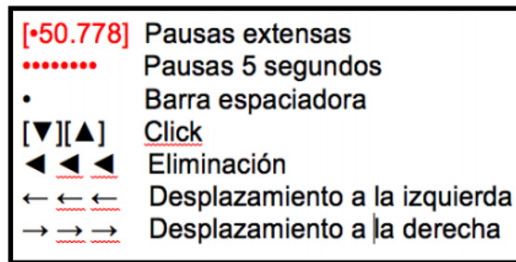 [•50.778] Pausas extensas
•••••••• Pausas 5 segundos
• Barra espaciadora
[▼][▲] Click
◄ ◄ ◄ Eliminación
← ← ← Desplazamiento a la izquierda
→ → → Desplazamiento a la derecha